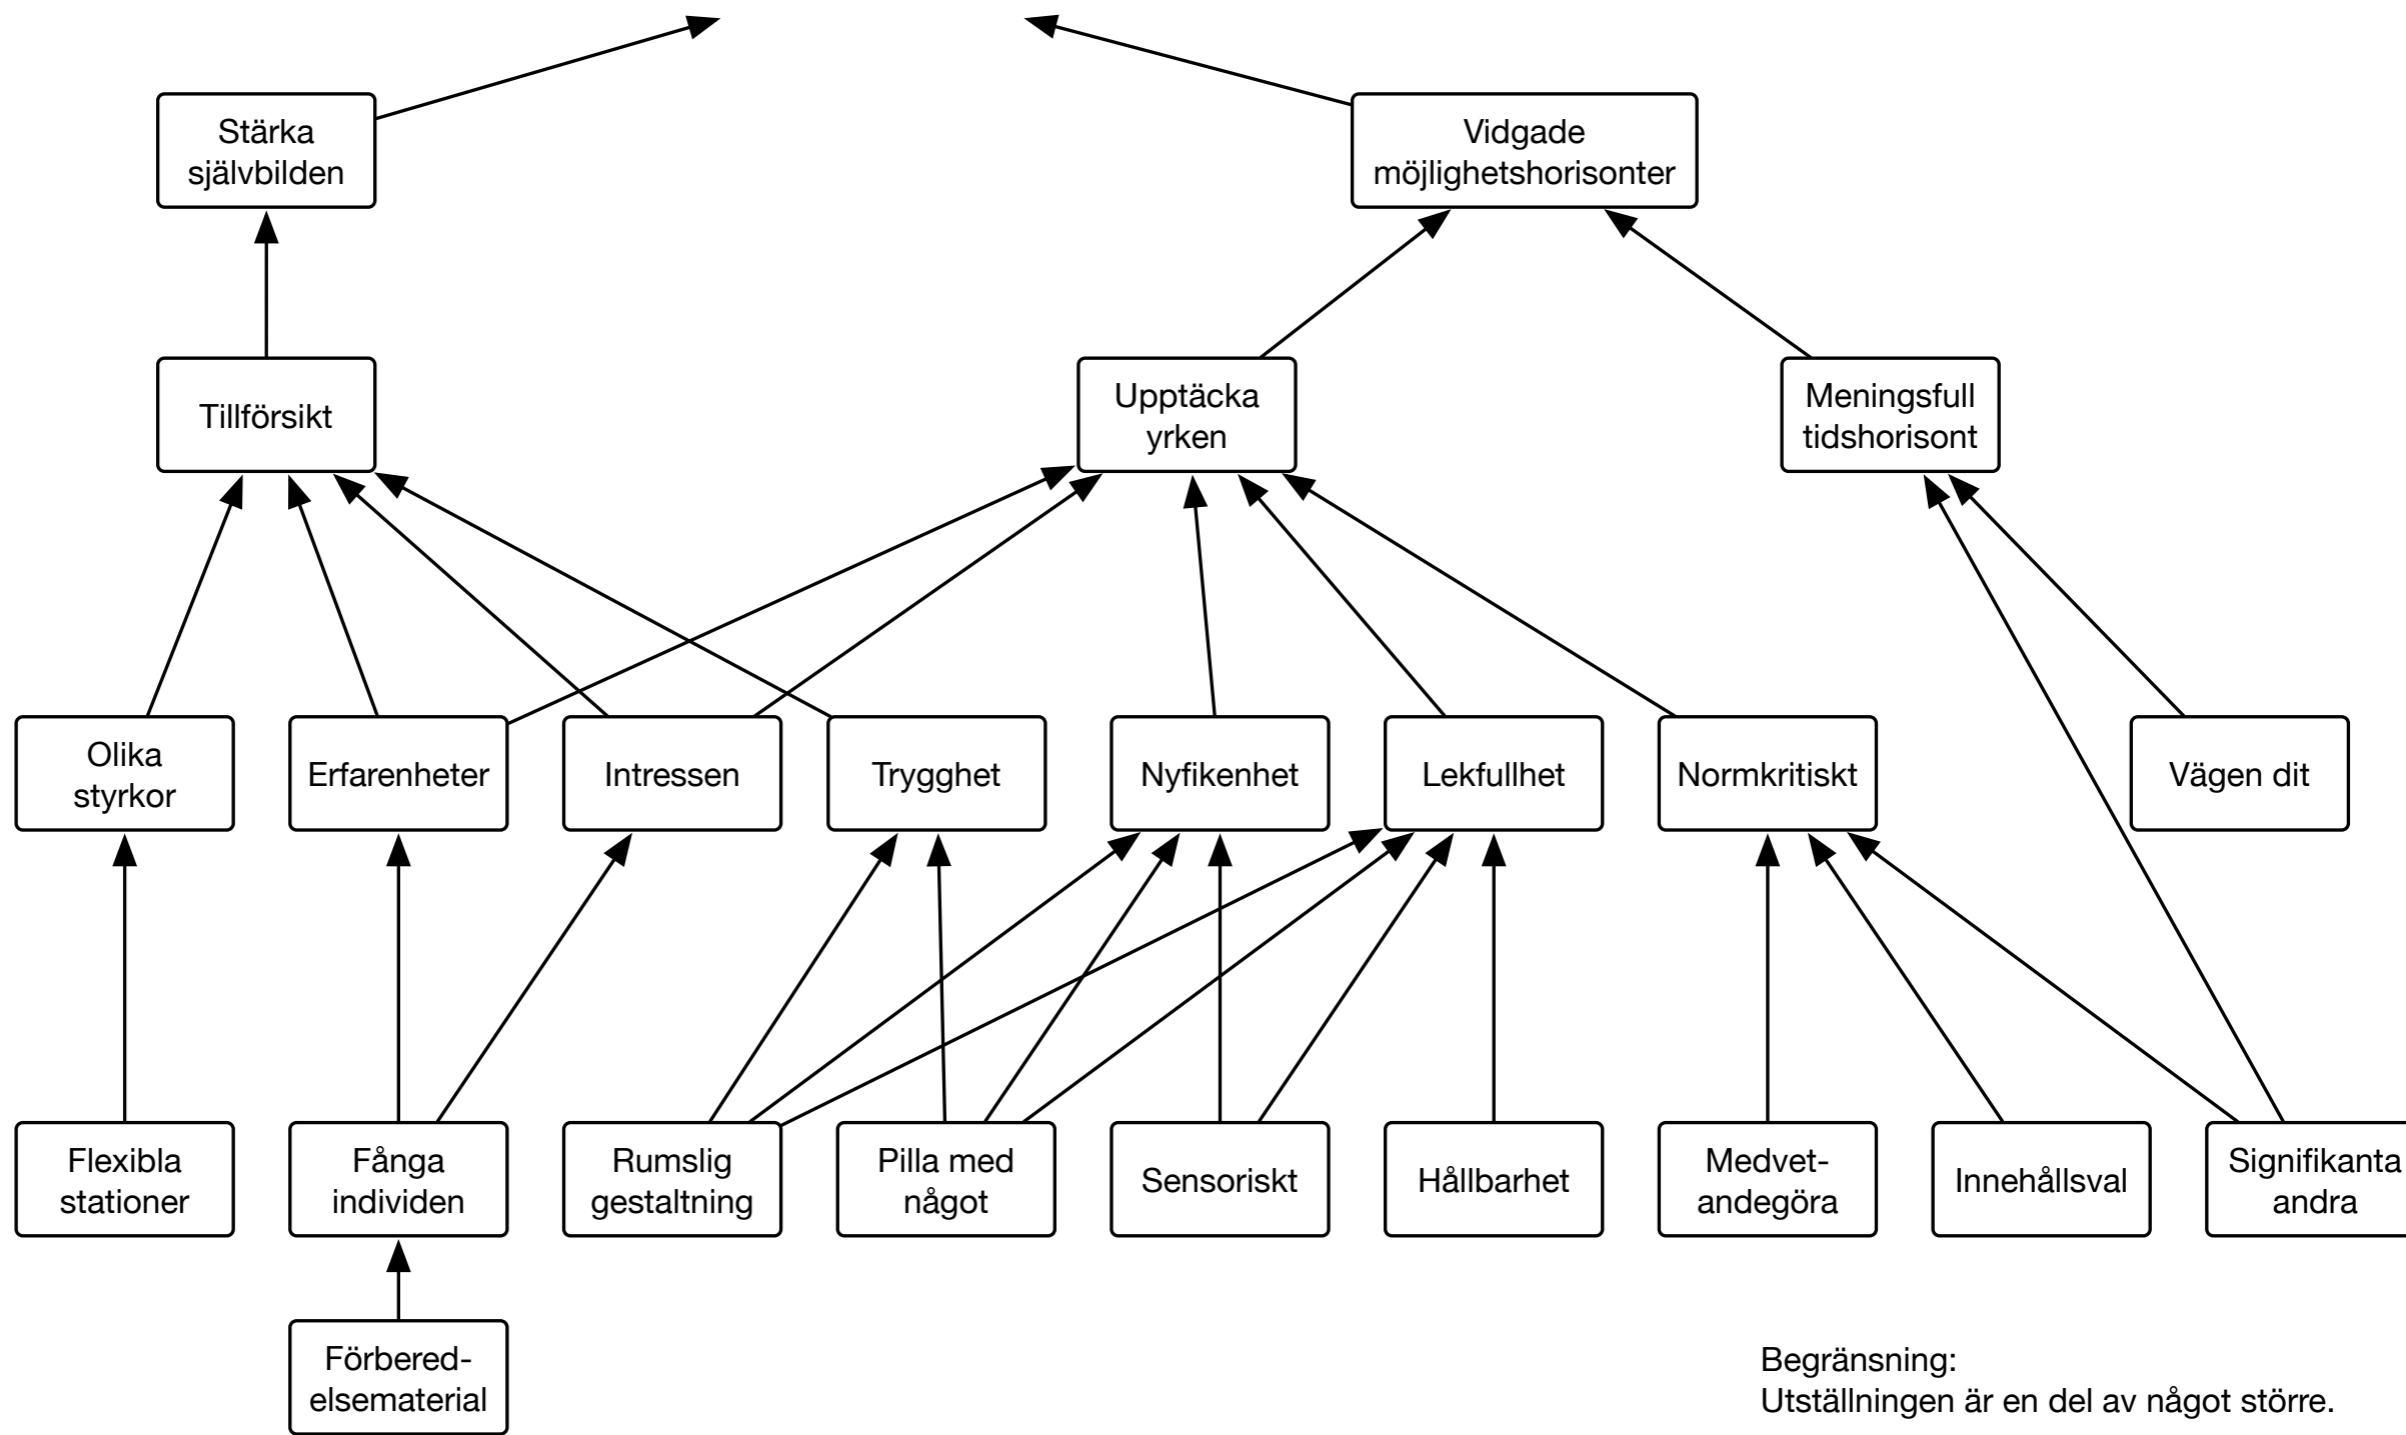 Stärka
självbilden
Vidgade
möjlighetshorisonter
Tillförsikt
Upptäcka
yrken
Meningsfull
tidshorisont
Olika
styrkor
Erfarenheter
Intressen
Trygghet
Nyfikenhet
Lekfullhet
Normkritiskt
Vägen dit
Flexibla
stationer
Fånga
individen
Rumslig
gestaltning
Pilla med
något
Sensoriskt
Hållbarhet
Medvet-
andegöra
Innehållsval
Signifikanta
andra
Förbered-
elsematerial
Begränsning:
Utställningen är en del av något större.